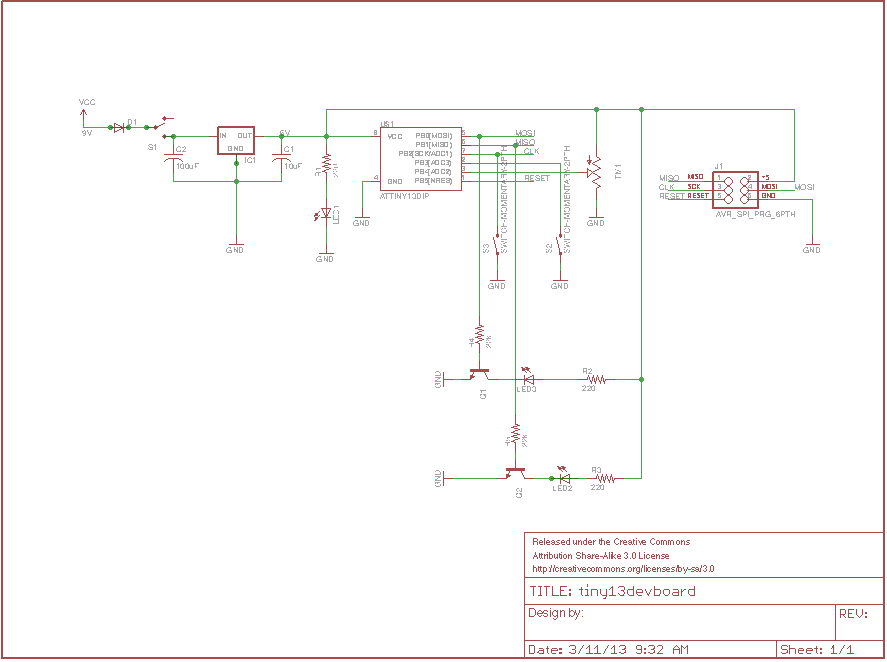 VCC
9V
D1
S1
C2
100uF
IN OUT
GND
IC1
5V
C1
10uF
GND
R1
LED1
GND
US1
8 VCC
4 GND
ATTINY13DIP
PB0(MOSI) 5
PB1(MISO) 6
PB2(SCK/ADC1) 7
PB3(ADC3) 2
PB4(ADC2) 3
PB5(NRES) 1
MOSI
MISO
CLK
RESET
GND
S3
SWITCH-MOMENTARY-2PTH
GND
S2
SWITCH-MOMENTARY-2PTH
GND
GND
J1
MISO MISO 1 2 +5
CLK SCK 3 4 MOSI MOSI
RESET RESET 5 6 GND
AVR_SPI_PRG_6PTH
GND
R4
22k
GND
Q1
LED3
R2
220
22k
GND
Q2
LED2
R3
220
Released under the Creative Commons
Attribution Share-Alike 3.0 License
http://creativecommons.org/licenses/by-sa/3.0
TITLE: tiny13devboard
Design by:
REV:
Date: 3/11/13 9:32 AM
Sheet: 1/1